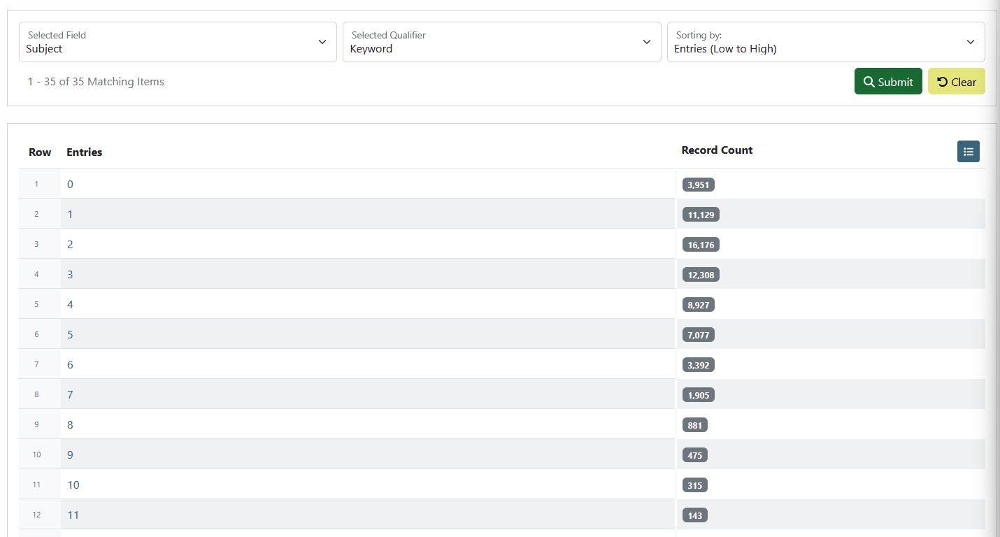 Selected Field Selected Qualifier Sorting by:
Subject Keyword Entries (Low to High)
1 - 35 of 35 Matching Items Submit Clear
Row Entries Record Count
1 0 3,951
2 1 11,129
3 2 16,176
4 3 12,308
5 4 8,927
6 5 7,077
7 6 3,392
8 7 1,905
9 8 881
10 9 475
11 10 315
12 11 143